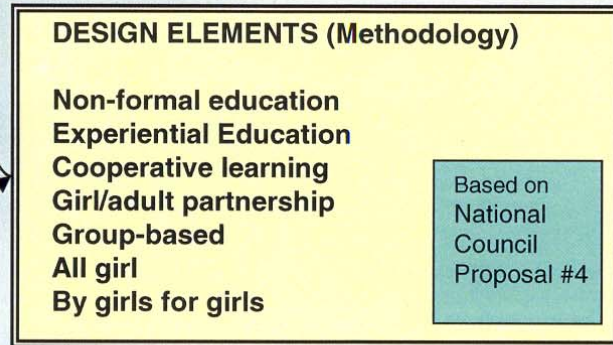 DESIGN ELEMENTS (Methodology)
Non-formal education
Experiential Education
Cooperative learning
Girl/adult partnership
Group-based
All girl
By girls for girls
Based on
National
Council
Proposal #4